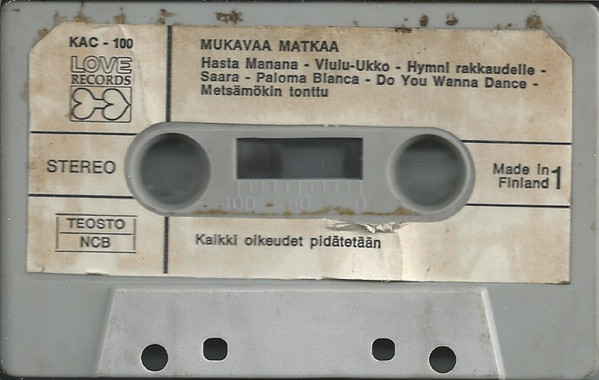 KAC - 100
LOVE
RECORDS
STEREO
TEOSTO
NCB
MUKAVAA MATKAA
Hasta Manana - Viulu-Ukko - Hymni rakkaudelle -
Saara - Paloma Blanca - Do You Wanna Dance -
Metsämökin tonttu
100 50 0
Made in
Finland 1
Kaikki oikeudet pidätetään